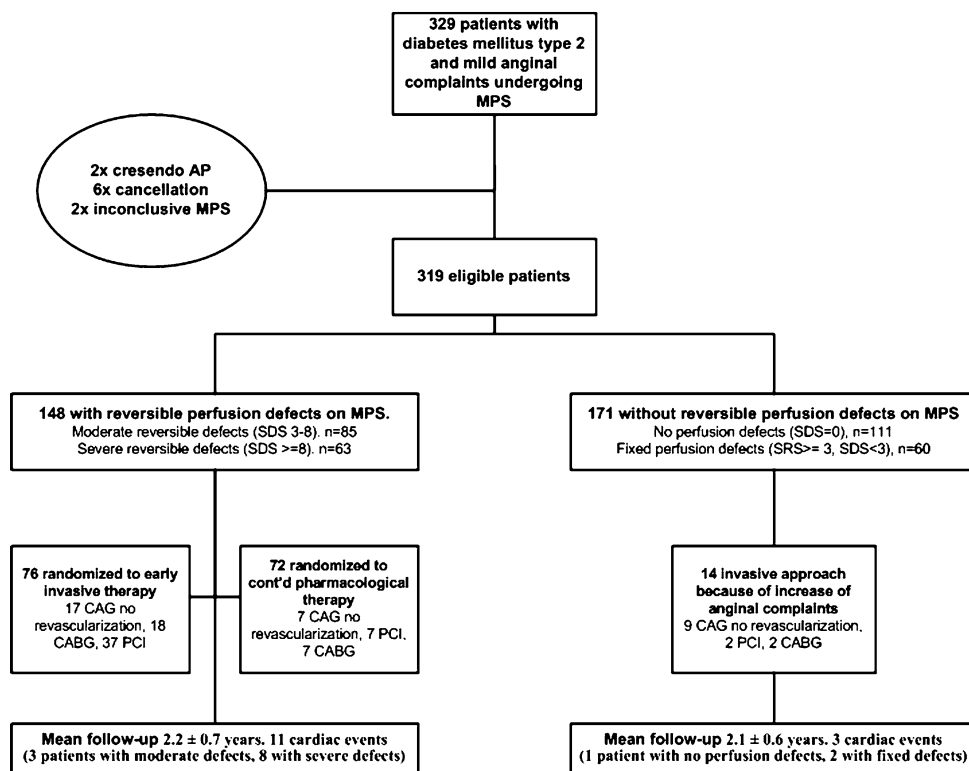 329 patients with
diabetes mellitus type 2
and mild anginal
complaints undergoing
MPS
2x cresendo AP
6x cancellation
2x inconclusive MPS
319 eligible patients
148 with reversible perfusion defects on MPS.
Moderate reversible defects (SDS 3-8). n=85
Severe reversible defects (SDS >=8). n=63
171 without reversible perfusion defects on MPS
No perfusion defects (SDS=0), n=111
Fixed perfusion defects (SRS>= 3, SDS<3), n=60
76 randomized to early
invasive therapy
17 CAG no
revascularization, 18
CABG, 37 PCI
72 randomized to
cont'd pharmacological
therapy
7 CAG no
revascularization, 7 PCI,
7 CABG
14 invasive approach
because of increase of
anginal complaints
9 CAG no revascularization,
2 PCI, 2 CABG
Mean follow-up 2.2 ± 0.7 years. 11 cardiac events
(3 patients with moderate defects, 8 with severe defects)
Mean follow-up 2.1 ± 0.6 years. 3 cardiac events
(1 patient with no perfusion defects, 2 with fixed defects)